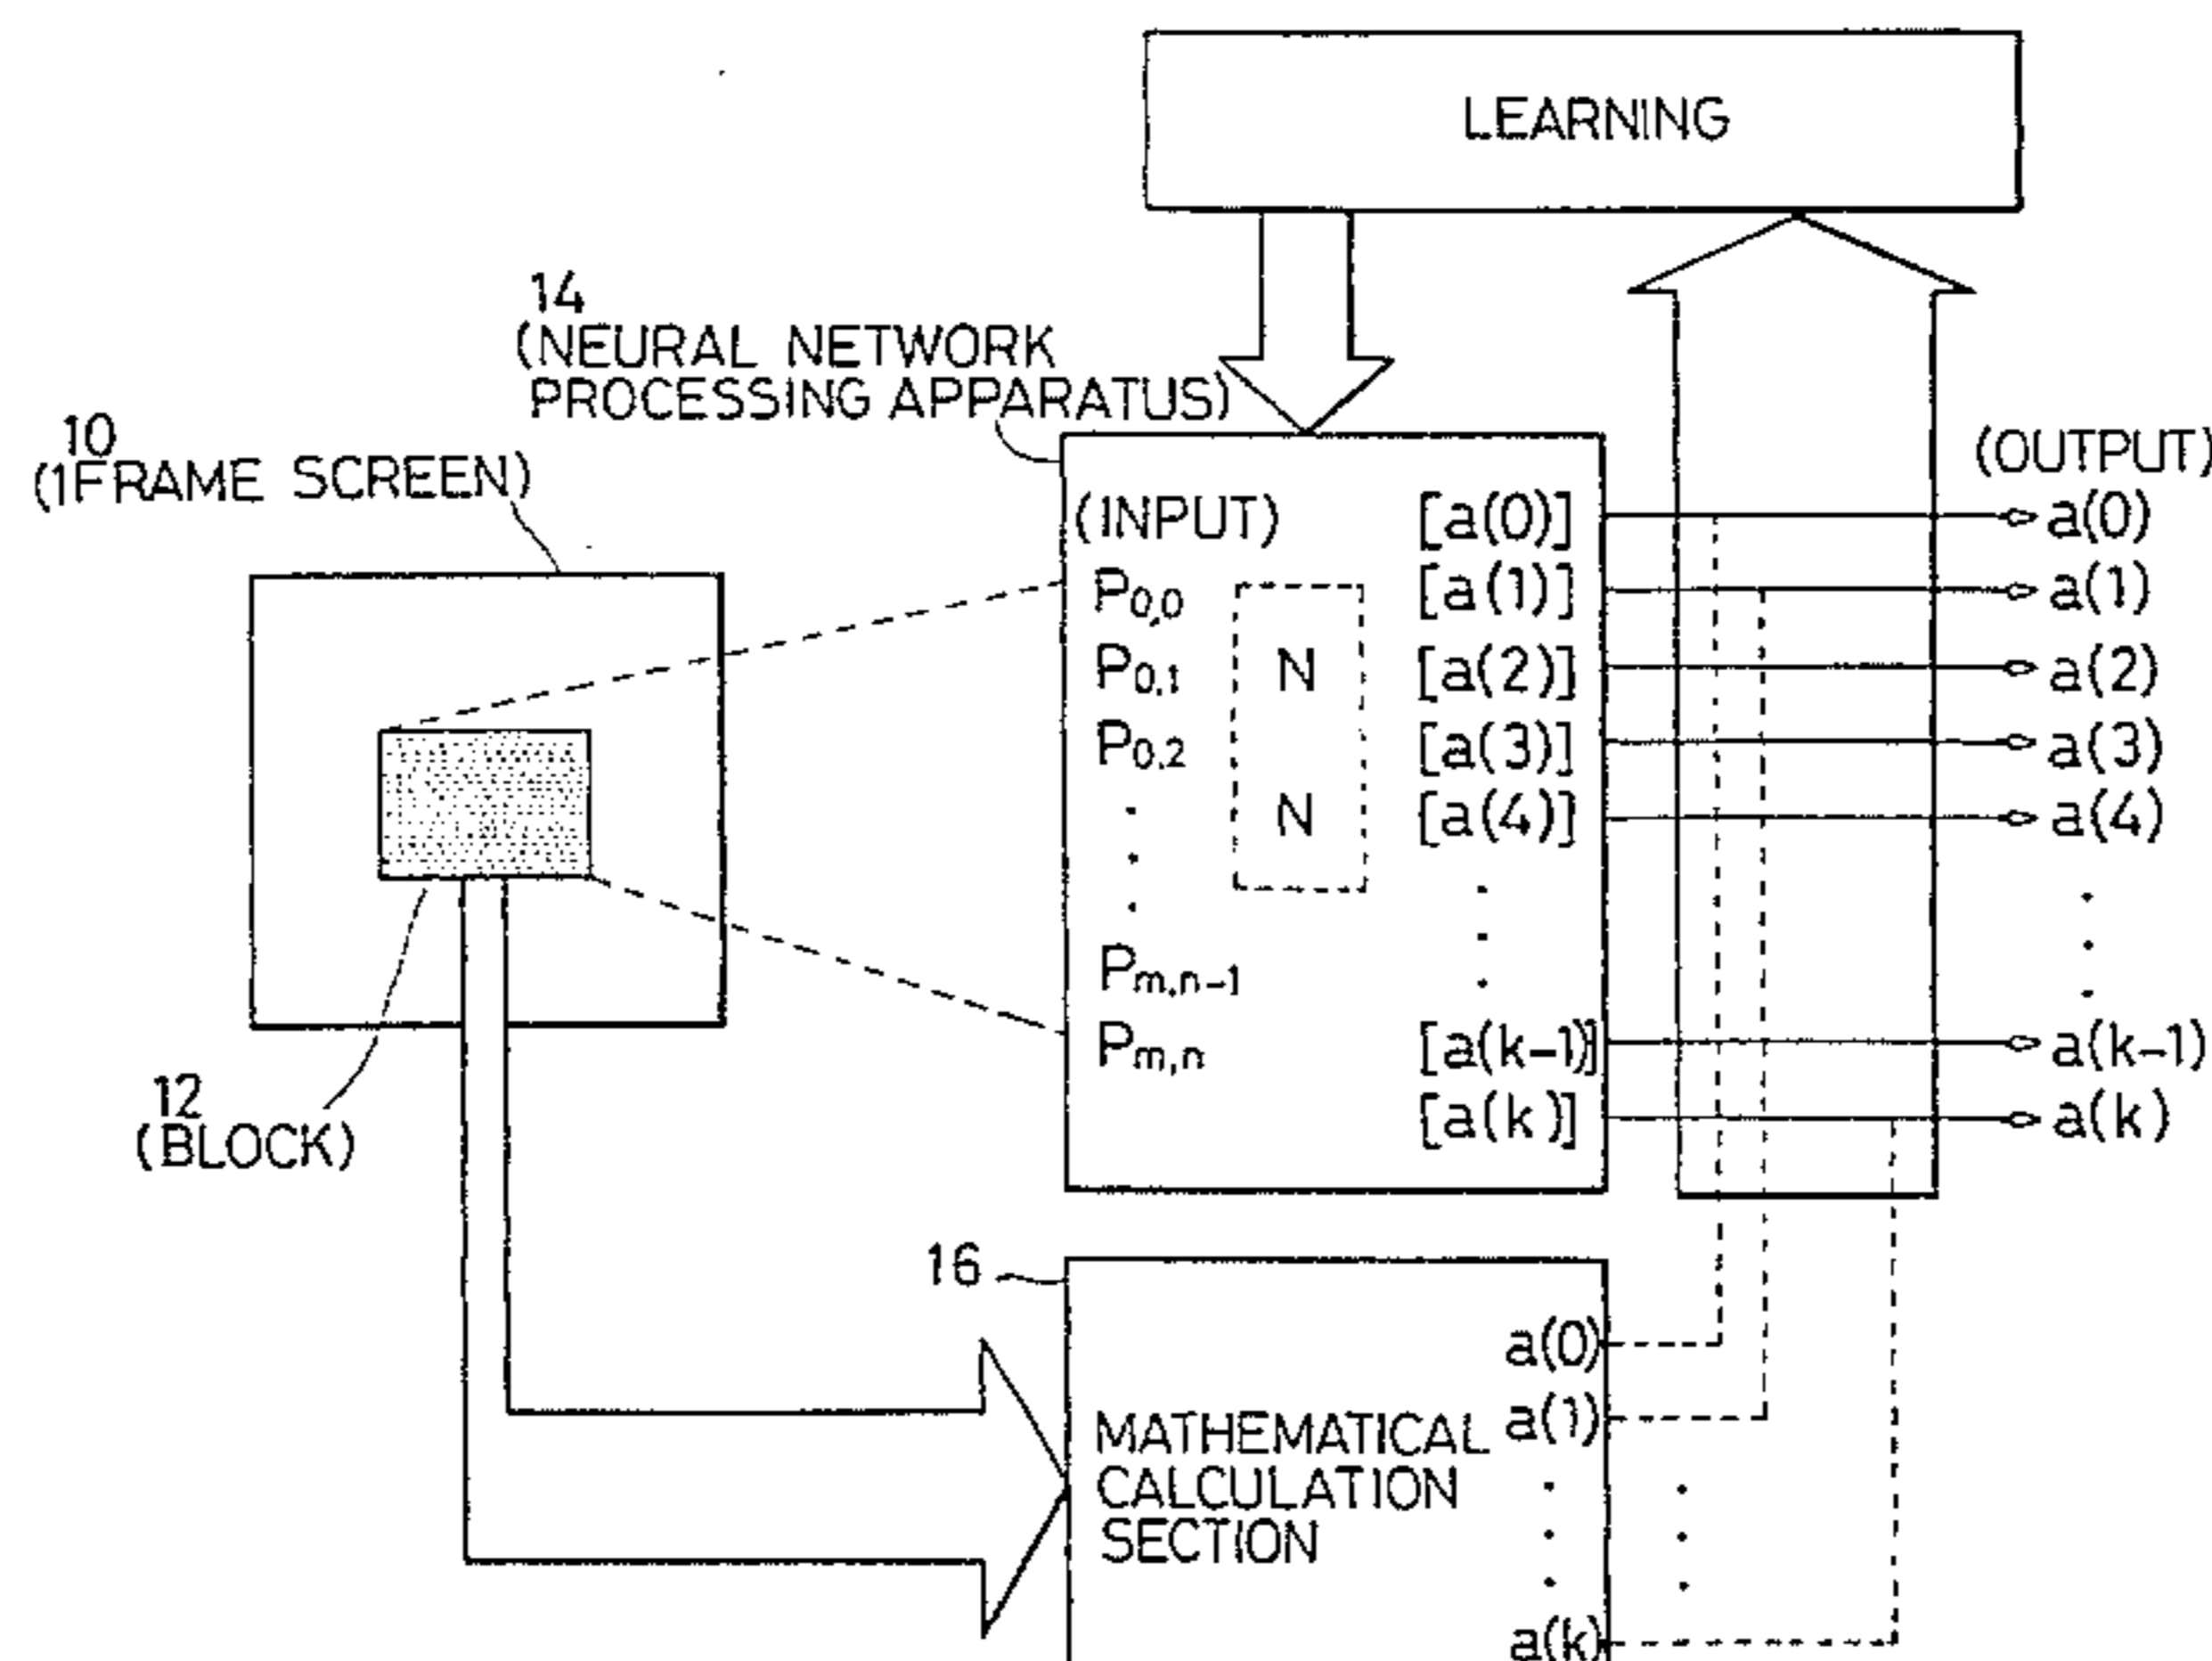 LEARNING
14
(NEURAL NETWORK
PROCESSING APPARATUS)
10
(1FRAME SCREEN)
(OUTPUT)
(INPUT)
[a(0)]
a(0)
P0,0
[a(1)]
a(1)
P0,1
N
[a(2)]
a(2)
P0,2
[a(3)]
a(3)
N
[a(4)]
a(4)
Pm,n-1
Pm,n
[a(k-1)]
a(k-1)
[a(k)]
a(k)
12
(BLOCK)
16
a(0)
MATHEMATICAL
CALCULATION
SECTION
a(1)
a(k)